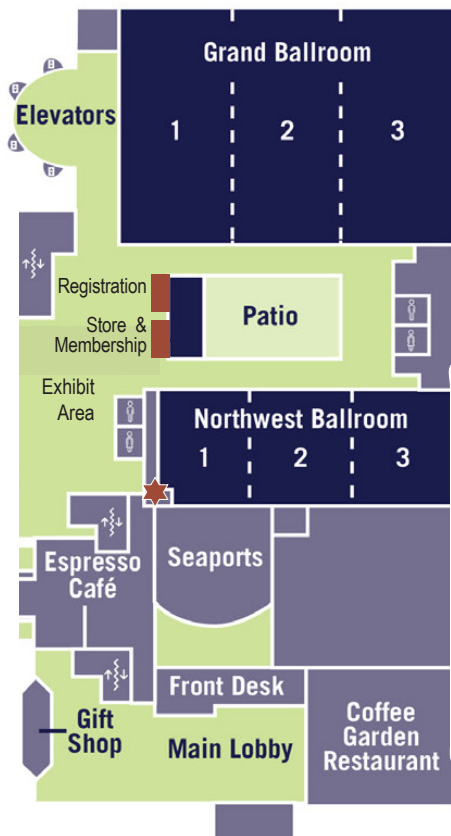 Grand Ballroom
Elevators
1
2
3
Registration
Store &
Membership
Patio
Exhibit
Area
Northwest Ballroom
1
2
3
Espresso
Café
Seaports
Front Desk
Gift
Shop
Main Lobby
Coffee
Garden
Restaurant